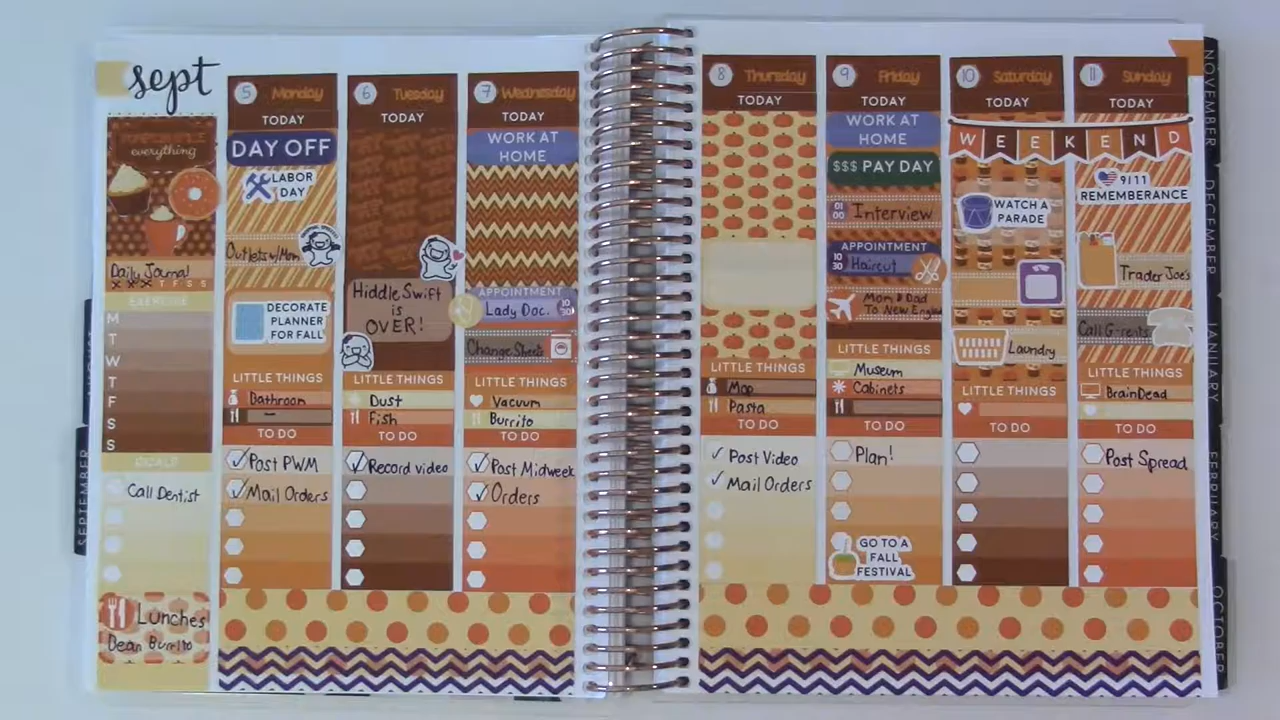 sept
everything
Daily Journal
T F S S
EXERCISE
M
T
W
T
F
S
S
GOALS
Call Dentist
Lunches
Bean Burrito
5 Monday
TODAY
DAY OFF
LABOR
DAY
Outlets w/Mom
DECORATE
PLANNER
FOR FALL
LITTLE THINGS
Bathroom
TO DO
Post PWM
Mail Orders
6 Tuesday
TODAY
Hiddle Swift
is
OVER!
LITTLE THINGS
Dust
Fish
TO DO
Record video
7 Wednesday
TODAY
WORK AT
HOME
APPOINTMENT
Lady Doc.
10
30
Change Sheets
LITTLE THINGS
Vacuum
Burrito
TO DO
Post Midweek
Orders
8 Thursday
TODAY
LITTLE THINGS
Mop
Pasta
TO DO
Post Video
Mail Orders
9 Friday
TODAY
WORK AT
HOME
$$$ PAY DAY
01
00
Interview
APPOINTMENT
10
30
Haircut
Mom & Dad
To New England
LITTLE THINGS
Museum
Cabinets
TO DO
Plan!
GO TO A
FALL
FESTIVAL
10 Saturday
TODAY
WEEKEND
WATCH A
PARADE
Laundry
LITTLE THINGS
TO DO
11 Sunday
TODAY
9/11
REMEMBERANCE
Trader Joe's
Call G-rents
LITTLE THINGS
BrainDead
TO DO
Post Spread
AUGUST
SEPTEMBER
NOVEMBER
DECEMBER
JANUARY
FEBRUARY
OCTOBER